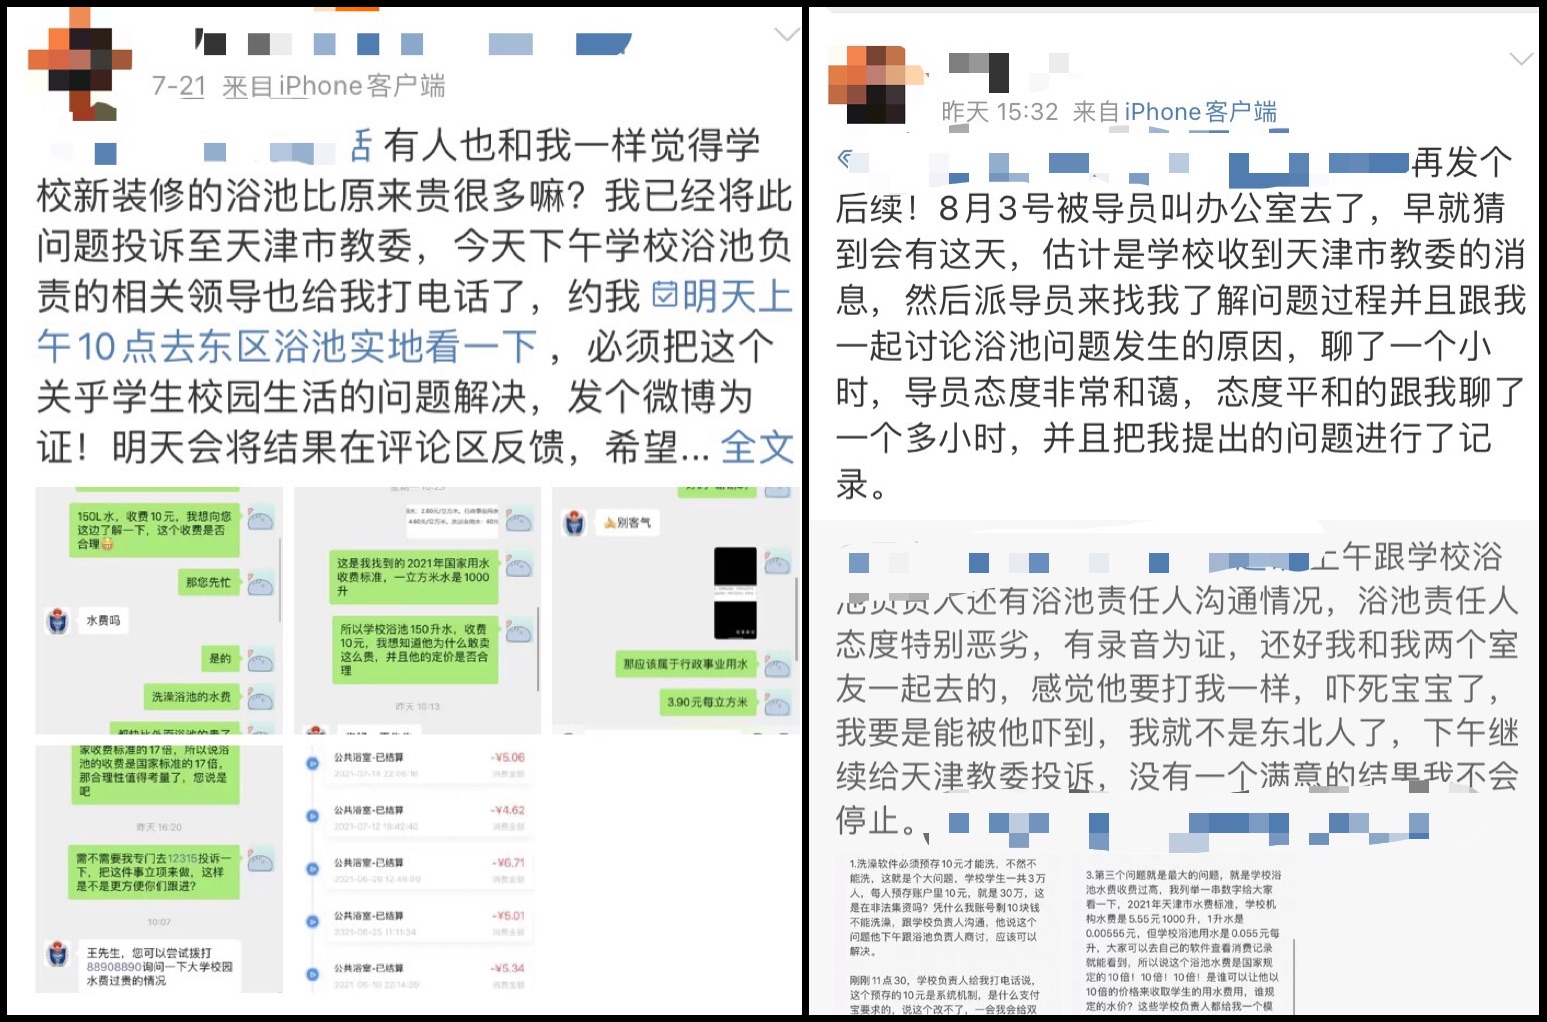 7-21 来自iPhone客户端
有人也和我一样觉得学
校新装修的浴池比原来贵很多嘛？我已经将此
问题投诉至天津市教委，今天下午学校浴池负
责的相关领导也给我打电话了，约我明天上
午10点去东区浴池实地看一下，必须把这个
关乎学生校园生活的问题解决，发个微博为
证！明天会将结果在评论区反馈，希望... 全文
150L水，收费10元，我想向您
这边了解一下，这个收费是否
合理
那您先忙
水费吗
是的
洗澡浴池的水费
4.60元/立方米。
这是我找到的2021年国家用水
收费标准，一立方米水是1000
升
所以学校浴池150升水，收费
10元，我想知道他为什么敢卖
这么贵，并且他的定价是否合
理
昨天 16:13
别客气
那应该属于行政事业用水
3.90元每立方米
家收费标准的17倍，所以说浴
池的收费是国家标准的17倍，
那合理性值得考量了，您说是
吧
昨天 16:20
需不需要我专门去12315投诉一
下，把这件事立项来做，这样
是不是更方便你们跟进？
10:07
王先生，您可以尝试拨打
88908890询问一下大学校园
水费过贵的情况
公共浴室-已结算 -¥5.06
2021-07-14 22:06:16 消费金额
公共浴室-已结算 -¥4.62
2021-07-12 19:42:40 消费金额
公共浴室-已结算 -¥6.71
消费金额
公共浴室-已结算 -¥5.01
2021-06-25 11:11:34 消费金额
公共浴室-已结算 -¥5.34
2021-06-10 22:14:39 消费金额
昨天 15:32 来自iPhone客户端
再发个
后续！8月3号被导员叫办公室去了，早就猜
到会有这天，估计是学校收到天津市教委的消
息，然后派导员来找我了解问题过程并且跟我
一起讨论浴池问题发生的原因，聊了一个小
时，导员态度非常和蔼，态度平和的跟我聊了
一个多小时，并且把我提出的问题进行了记
录。
上午跟学校浴
池负责人还有浴池责任人沟通情况，浴池责任人
态度特别恶劣，有录音为证，还好我和我两个室
友一起去的，感觉他要打我一样，吓死宝宝了，
我要是能被他吓到，我就不是东北人了，下午继
续给天津教委投诉，没有一个满意的结果我不会
停止。
1.洗澡软件必须预存10元才能洗，不然不
能洗，这就是个大问题，学校学生一共3万
人，每人预存账户里10元，就是30万，这
是在非法集资吗？凭什么我账号剩10块钱
不能洗澡，跟学校负责人沟通，他说这个
问题他下午跟浴池负责人商讨，应该可以
解决。
刚刚11点30，学校负责人给我打电话说，
这个预存的10元是系统机制，是什么支付
宝要求的，说这个改不了，一会我会给双
3.第三个问题就是最大的问题，就是学校浴
池水费收费过高，我列举一串数字给大家
看一下，2021年天津市水费标准，学校机
构水费是5.55元1000升，1升水是
0.00555元，但学校浴池用水是0.055元每
升，大家可以去自己的软件查看消费记录
就能看到，所以说这个浴池水费是国家规
定的10倍！10倍！10倍！是谁可以让他以
10倍的价格来收取学生的用水费用，谁规
定的水价？这些学校负责人都给我一个模